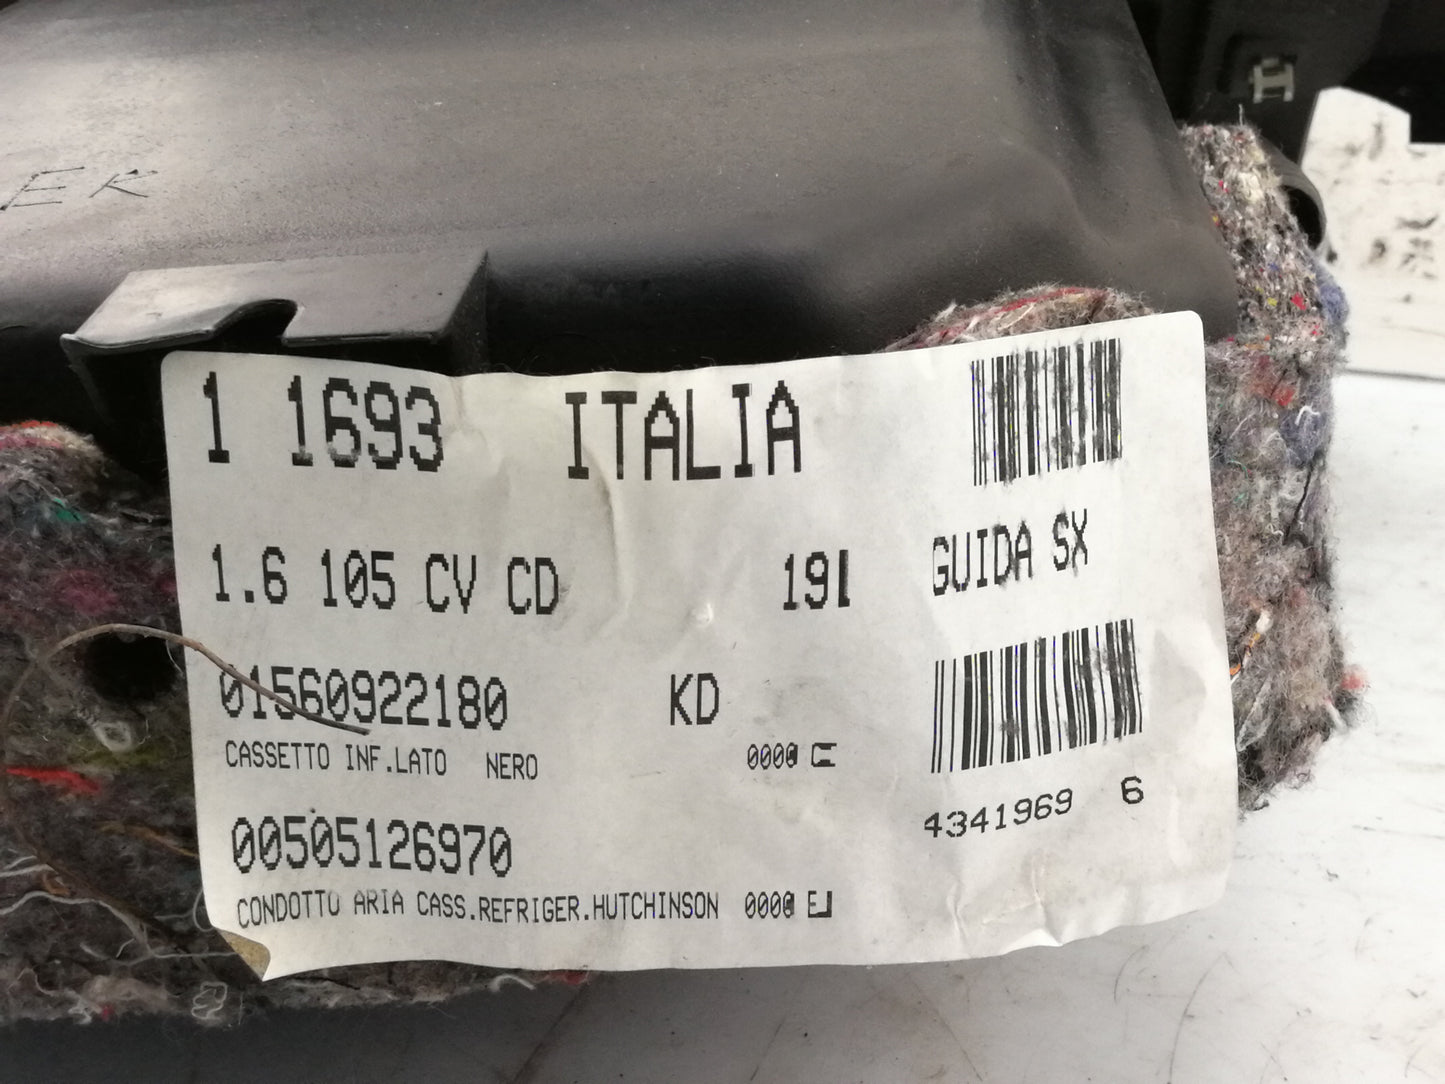 ER
1 1693 ITALIA
1.6 105 CV CD 191 GUIDA SX
01560922180 KD
CASSETTO INF.LATO NERO 0000
00505126970
4341969 6
CONDOTTO ARIA CASS.REFRIGER.HUTCHINSON 0000